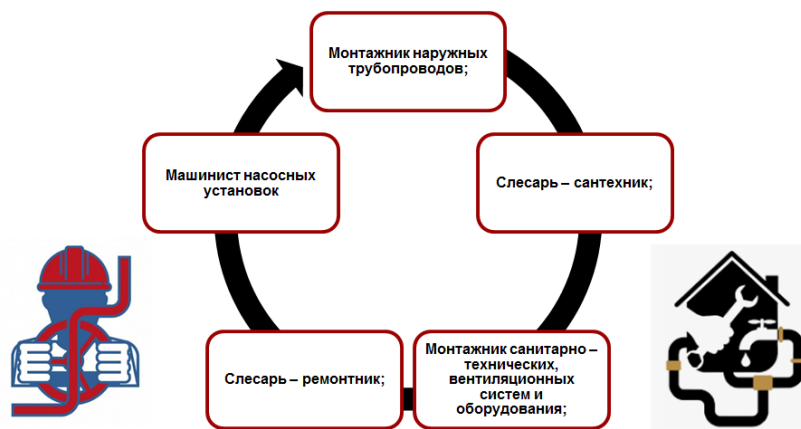 Монтажник наружных
трубопроводов;
Слесарь – сантехник;
Монтажник санитарно –
технических,
вентиляционных
систем и
оборудования;
Слесарь – ремонтник;
Машинист насосных
установок